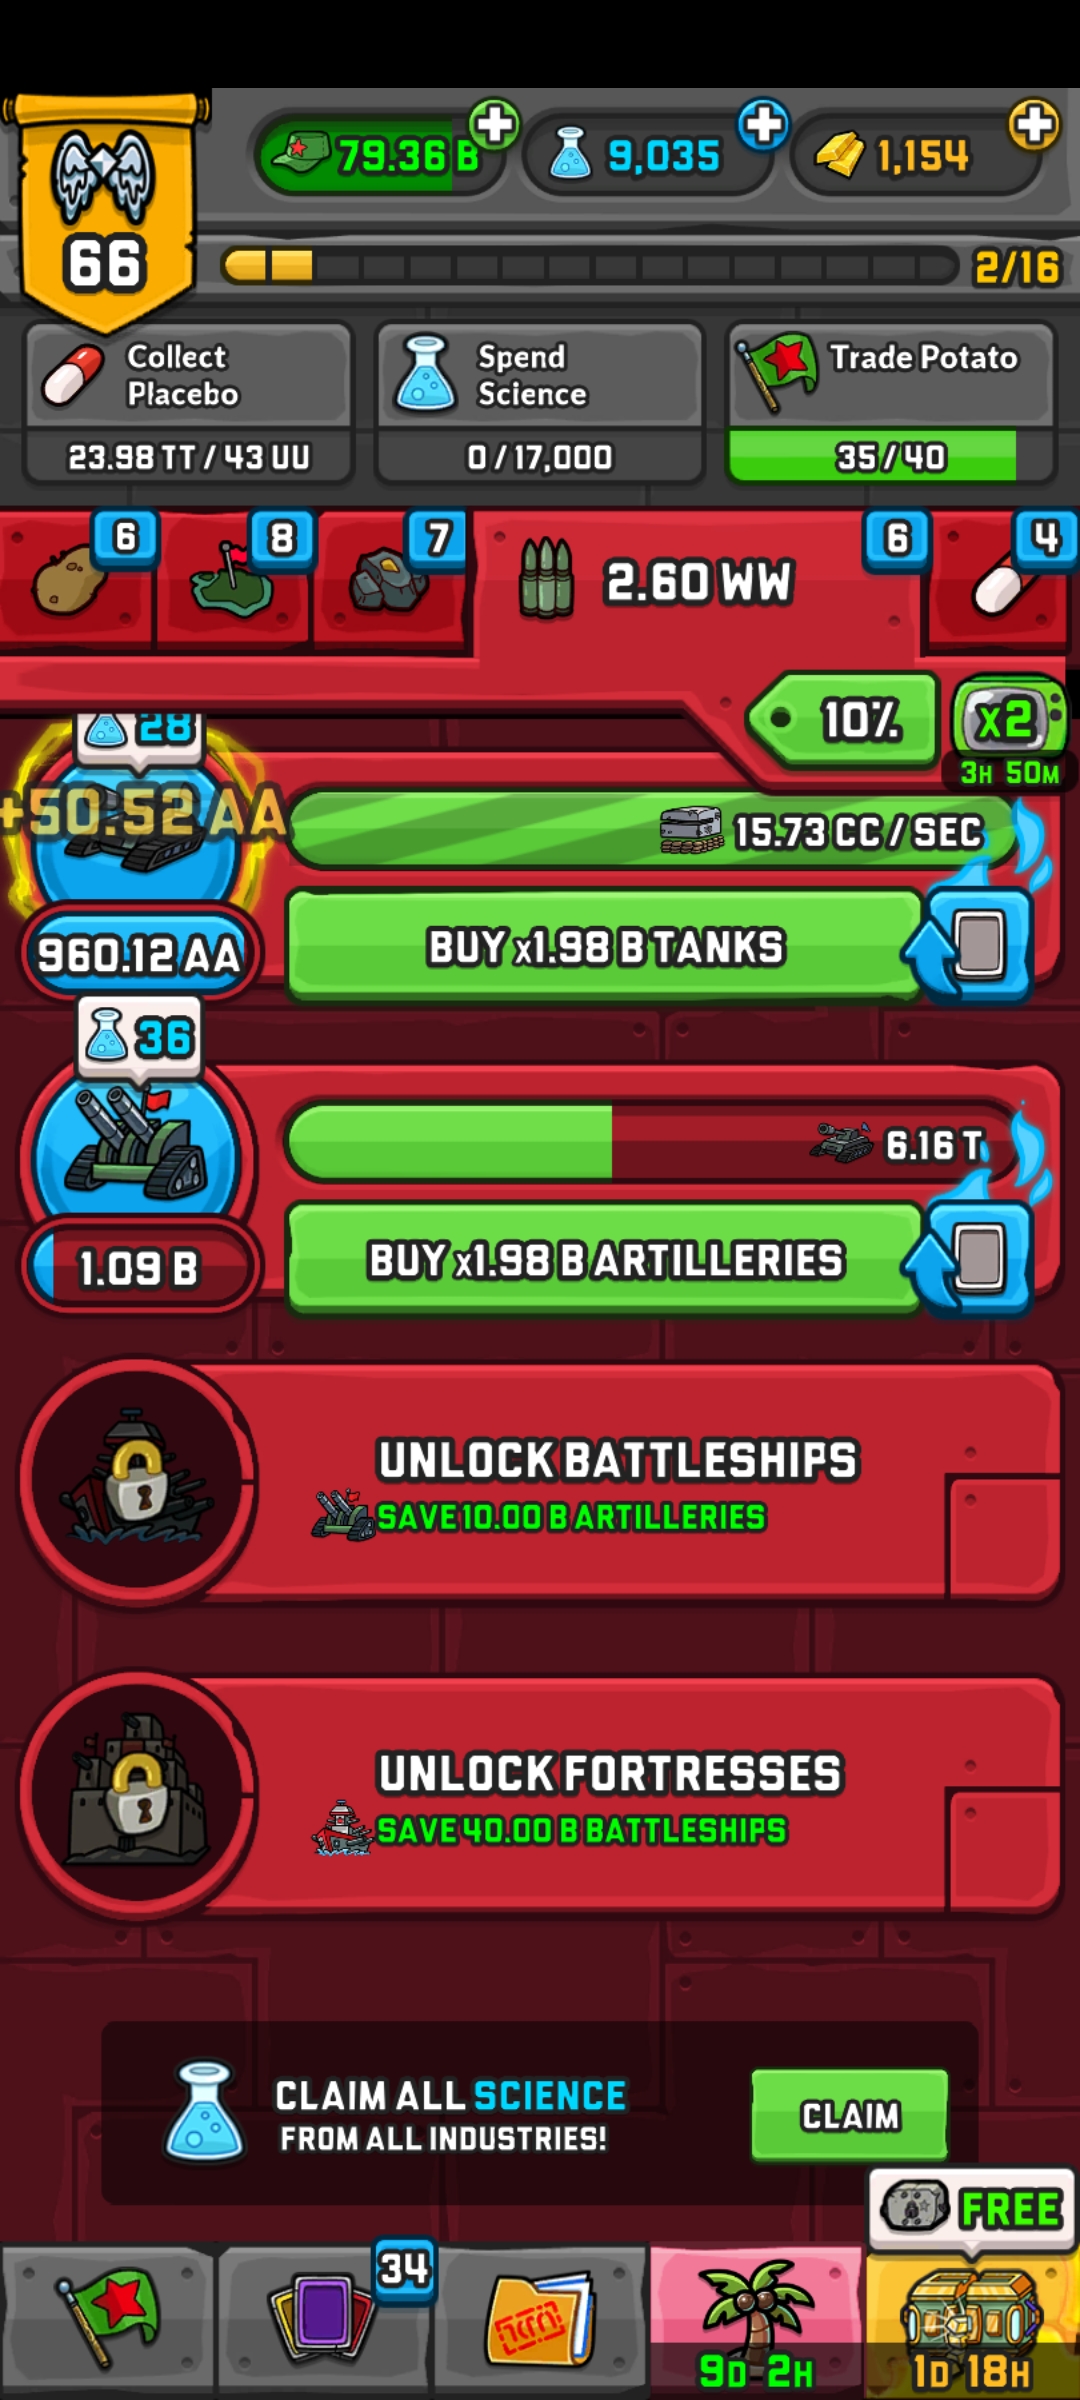 79.36 B
9,035
1,154
66
2/16
Collect
Placebo
Spend
Science
Trade Potato
23.98 TT / 43 UU
0 / 17,000
35 / 40
6
8
7
2.60 WW
6
4
10%
x2
3H 50M
28
+50.52 AA
15.73 CC / SEC
960.12 AA
BUY x1.98 B TANKS
36
6.16 T
1.09 B
BUY x1.98 B ARTILLERIES
UNLOCK BATTLESHIPS
SAVE 10.00 B ARTILLERIES
UNLOCK FORTRESSES
SAVE 40.00 B BATTLESHIPS
CLAIM ALL SCIENCE
FROM ALL INDUSTRIES!
CLAIM
FREE
34
9D 2H
1D 18H